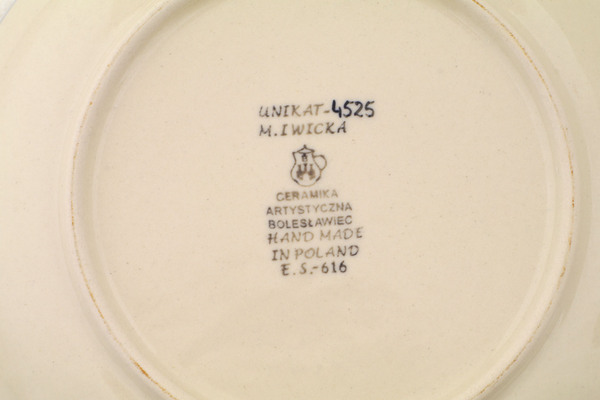 UNIKAT-4525
M.IWICKA
CERAMIKA
ARTYSTYCZNA
BOLESŁAWIEC
HAND MADE
IN POLAND
E.S.-616